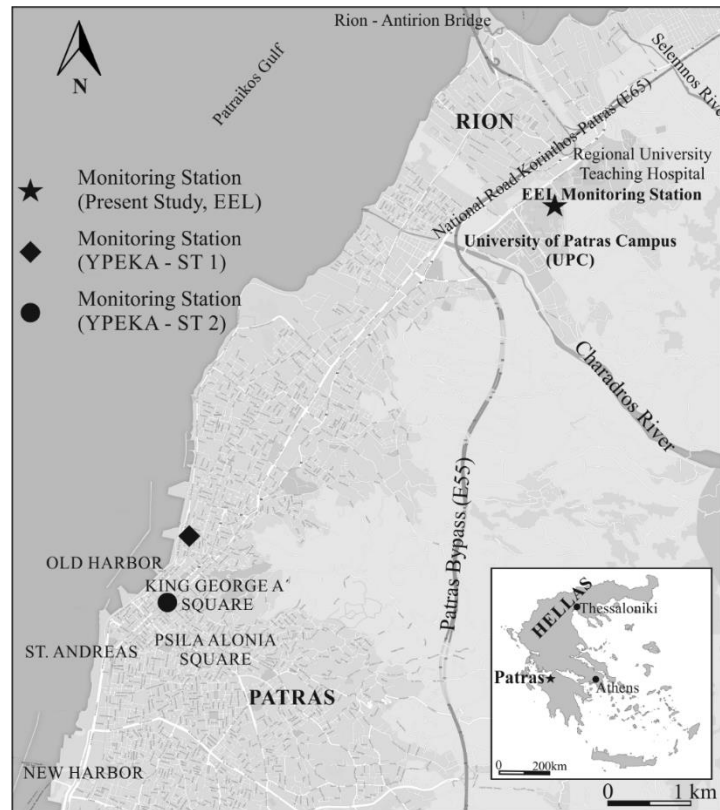 Rion - Antirion Bridge
Selemnos River
N
Patraikos Gulf
RION
National Road Korinthos-Patras (E65)
Regional University
Teaching Hospital
EEL Monitoring Station
University of Patras Campus
(UPC)
Monitoring Station
(Present Study, EEL)
Monitoring Station
(YPEKA - ST 1)
Monitoring Station
(YPEKA - ST 2)
Charadros River
Patras Bypass (E55)
OLD HARBOR
KING GEORGE A΄
SQUARE
ST. ANDREAS
PSILA ALONIA
SQUARE
PATRAS
NEW HARBOR
HELLAS
Thessaloniki
Patras
Athens
0 200km
0 1 km